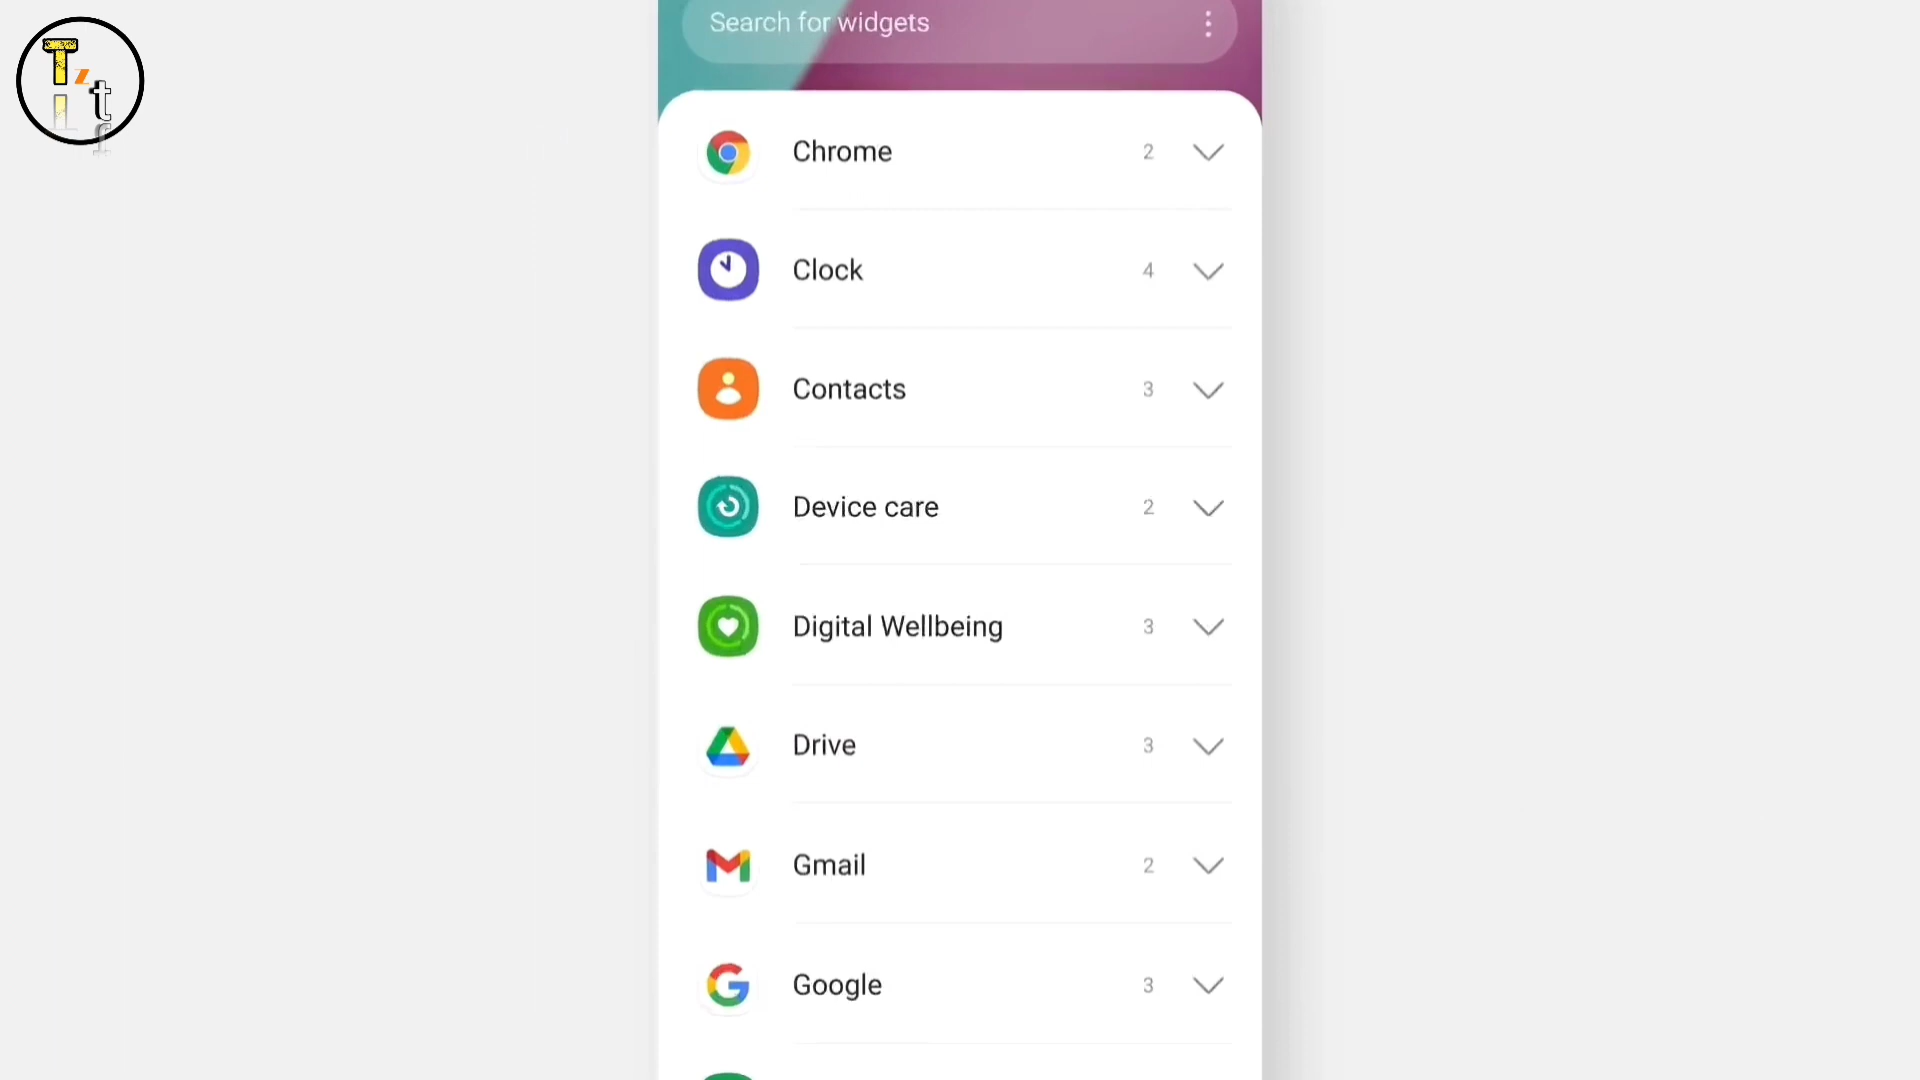 Search for widgets
Tzt
Chrome 2
Clock 4
Contacts 3
Device care 2
Digital Wellbeing 3
Drive 3
Gmail 2
Google 3